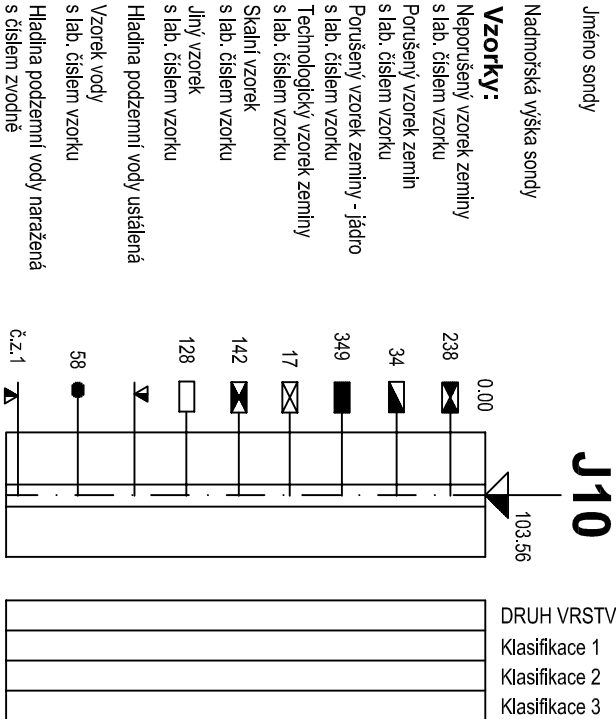 Jméno sondy
J10
Nadmořská výška sondy
103.56
0.00
Vzorky:
Neporušený vzorek zeminy
s lab. číslem vzorku
238
Porušený vzorek zemin
s lab. číslem vzorku
34
Porušený vzorek zeminy - jádro
s lab. číslem vzorku
349
Technologický vzorek zeminy
s lab. číslem vzorku
17
Skalní vzorek
s lab. číslem vzorku
142
Jiný vzorek
s lab. číslem vzorku
128
Hladina podzemní vody ustálená
Vzorek vody
s lab. číslem vzorku
58
Hladina podzemní vody naražená
s číslem zvodně
č.z.1
DRUH VRSTV
Klasifikace 1
Klasifikace 2
Klasifikace 3